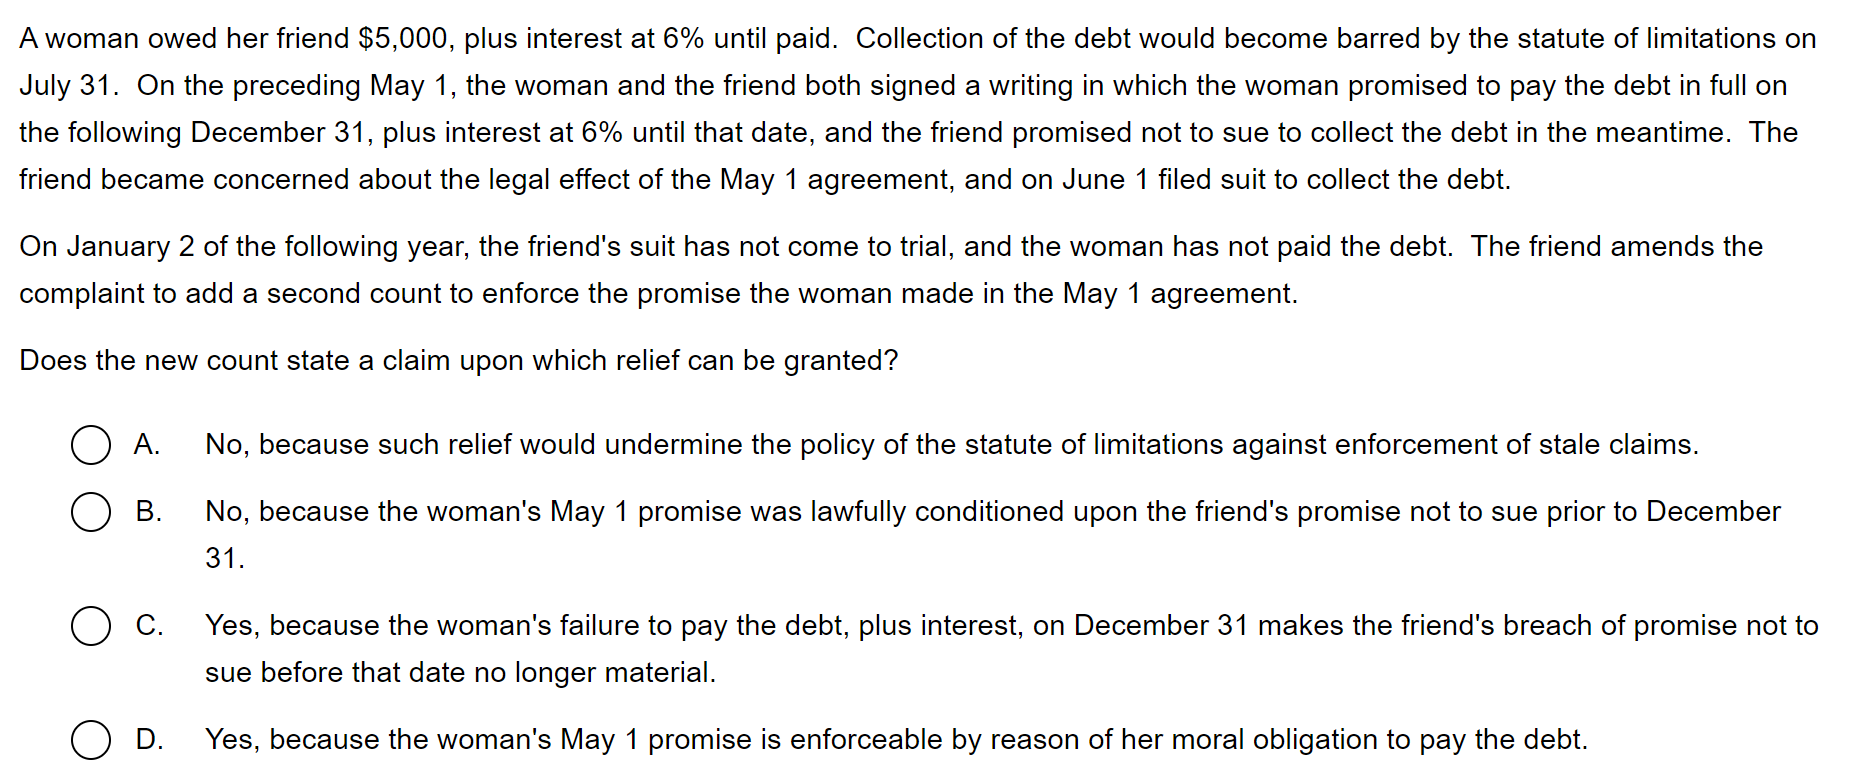 A woman owed her friend $5,000, plus interest at 6% until paid.  Collection of the debt would become barred by the statute of limitations on
July 31.  On the preceding May 1, the woman and the friend both signed a writing in which the woman promised to pay the debt in full on
the following December 31, plus interest at 6% until that date, and the friend promised not to sue to collect the debt in the meantime.  The
friend became concerned about the legal effect of the May 1 agreement, and on June 1 filed suit to collect the debt.
On January 2 of the following year, the friend's suit has not come to trial, and the woman has not paid the debt.  The friend amends the
complaint to add a second count to enforce the promise the woman made in the May 1 agreement.
Does the new count state a claim upon which relief can be granted?
A. No, because such relief would undermine the policy of the statute of limitations against enforcement of stale claims.
B. No, because the woman's May 1 promise was lawfully conditioned upon the friend's promise not to sue prior to December
31.
C. Yes, because the woman's failure to pay the debt, plus interest, on December 31 makes the friend's breach of promise not to
sue before that date no longer material.
D. Yes, because the woman's May 1 promise is enforceable by reason of her moral obligation to pay the debt.